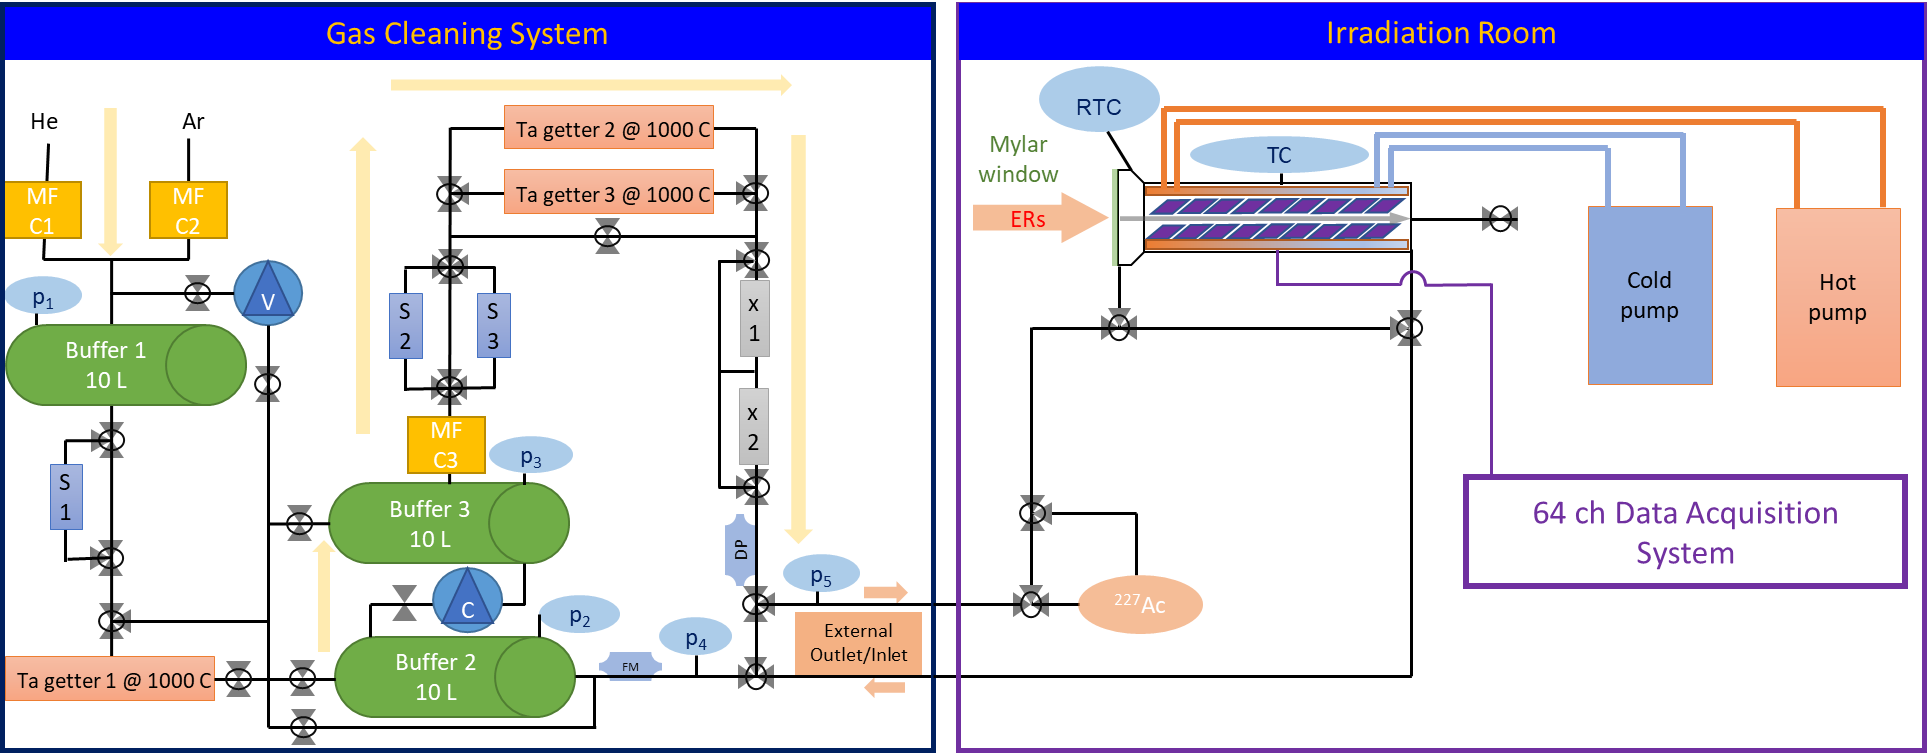 Gas Cleaning System
He
Ar
MF
C1
MF
C2
p1
V
Buffer 1
10 L
S
1
Ta getter 1 @ 1000 C
Ta getter 2 @ 1000 C
Ta getter 3 @ 1000 C
S
2
S
3
MF
C3
p3
Buffer 3
10 L
C
p2
Buffer 2
10 L
FM
p4
x
1
x
2
DP
p5
External
Outlet/Inlet
Irradiation Room
RTC
Mylar
window
ERs
TC
Cold
pump
Hot
pump
64 ch Data Acquisition
System
227Ac